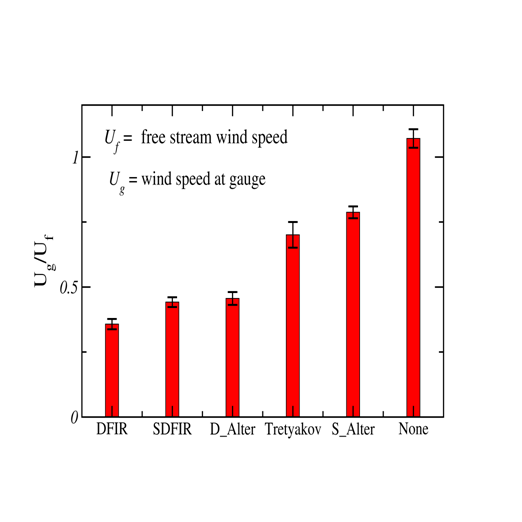 U_f = free stream wind speed
U_g = wind speed at gauge
1
0.5
0
U_g/U_f
DFIR SDFIR D_Alter Tretyakov S_Alter None